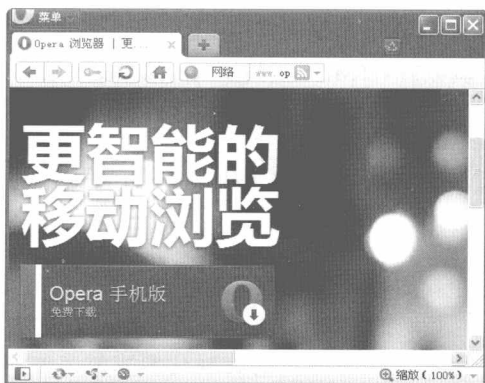 菜单
Opera 浏览器 | 更...
网络 www.op
更智能的
移动浏览
Opera 手机版
免费下载
缩放 (100%)